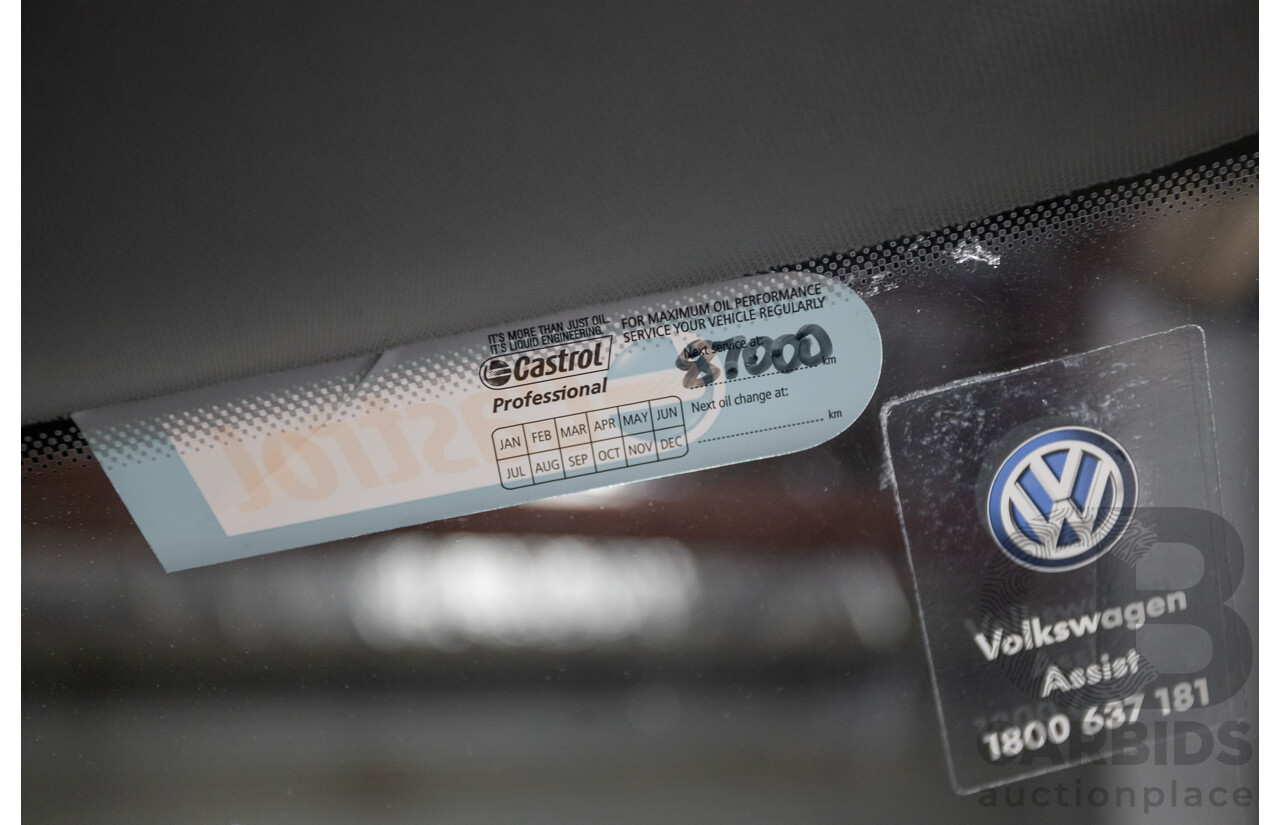 IT'S MORE THAN JUST OIL.
IT'S LIQUID ENGINEERING.
Castrol
Professional
JAN FEB MAR APR MAY JUN
JUL AUG SEP OCT NOV DEC
FOR MAXIMUM OIL PERFORMANCE
SERVICE YOUR VEHICLE REGULARLY
Next service at:
87000 km
Next oil change at:
km
Castrol
Volkswagen
Assist
1800 637 181
CARBIDS
auctionplace